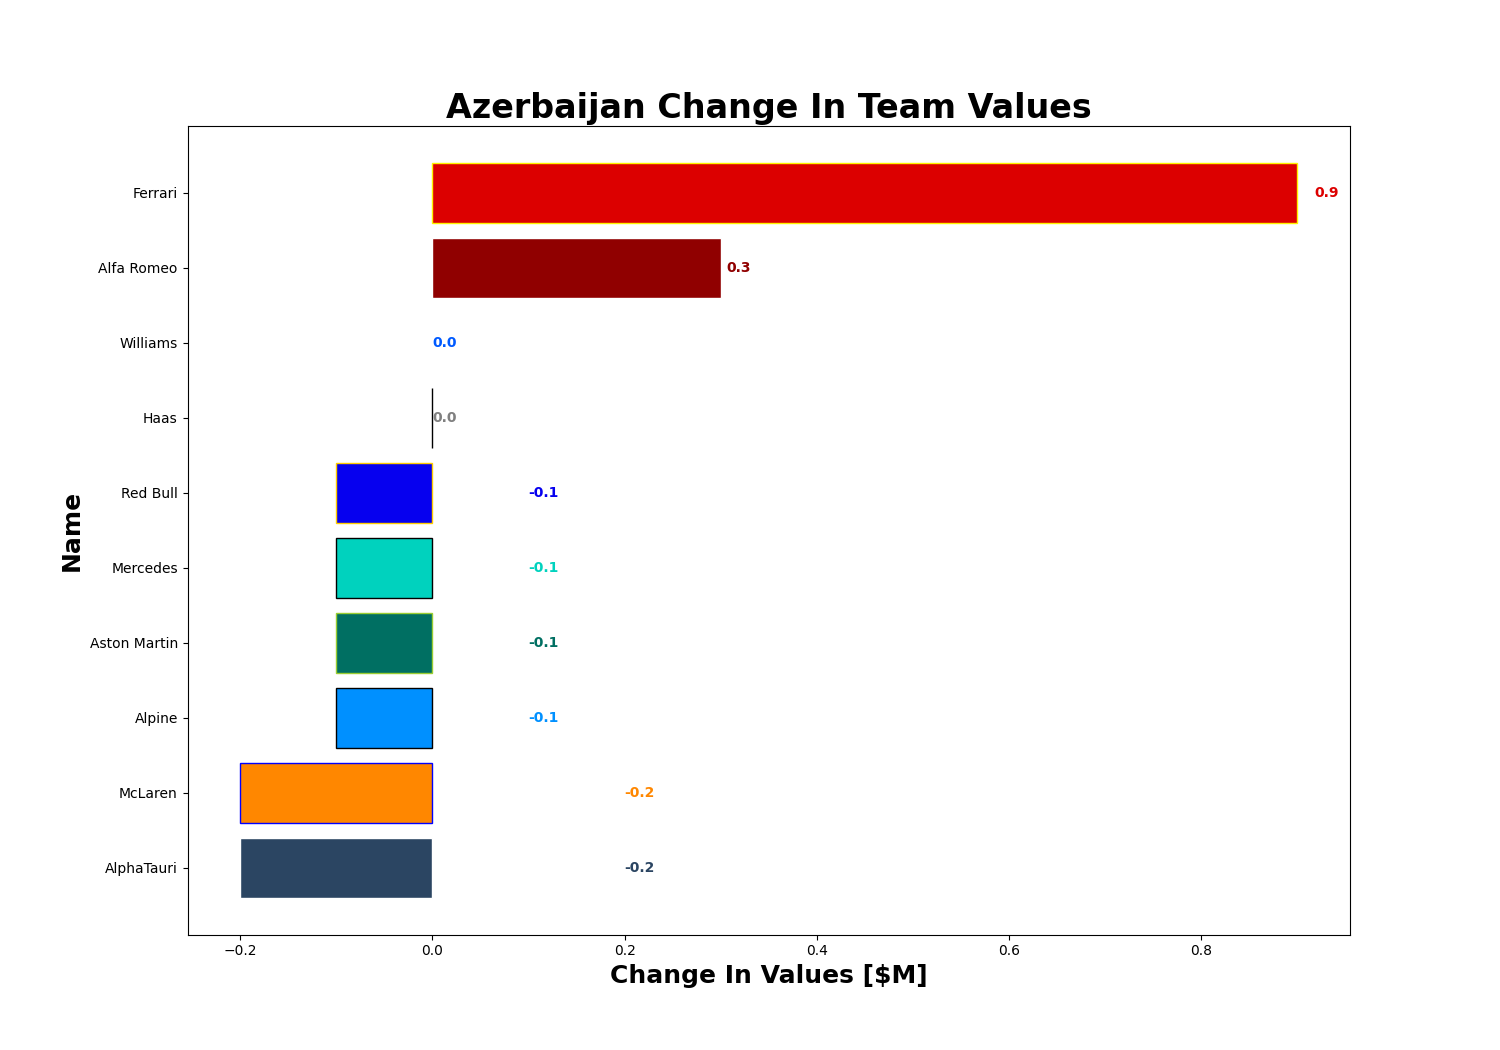 Azerbaijan Change In Team Values
Ferrari 0.9
Alfa Romeo 0.3
Williams 0.0
Haas 0.0
Red Bull -0.1
Mercedes -0.1
Aston Martin -0.1
Alpine -0.1
McLaren -0.2
AlphaTauri -0.2
Name
−0.2 0.0 0.2 0.4 0.6 0.8
Change In Values [$M]